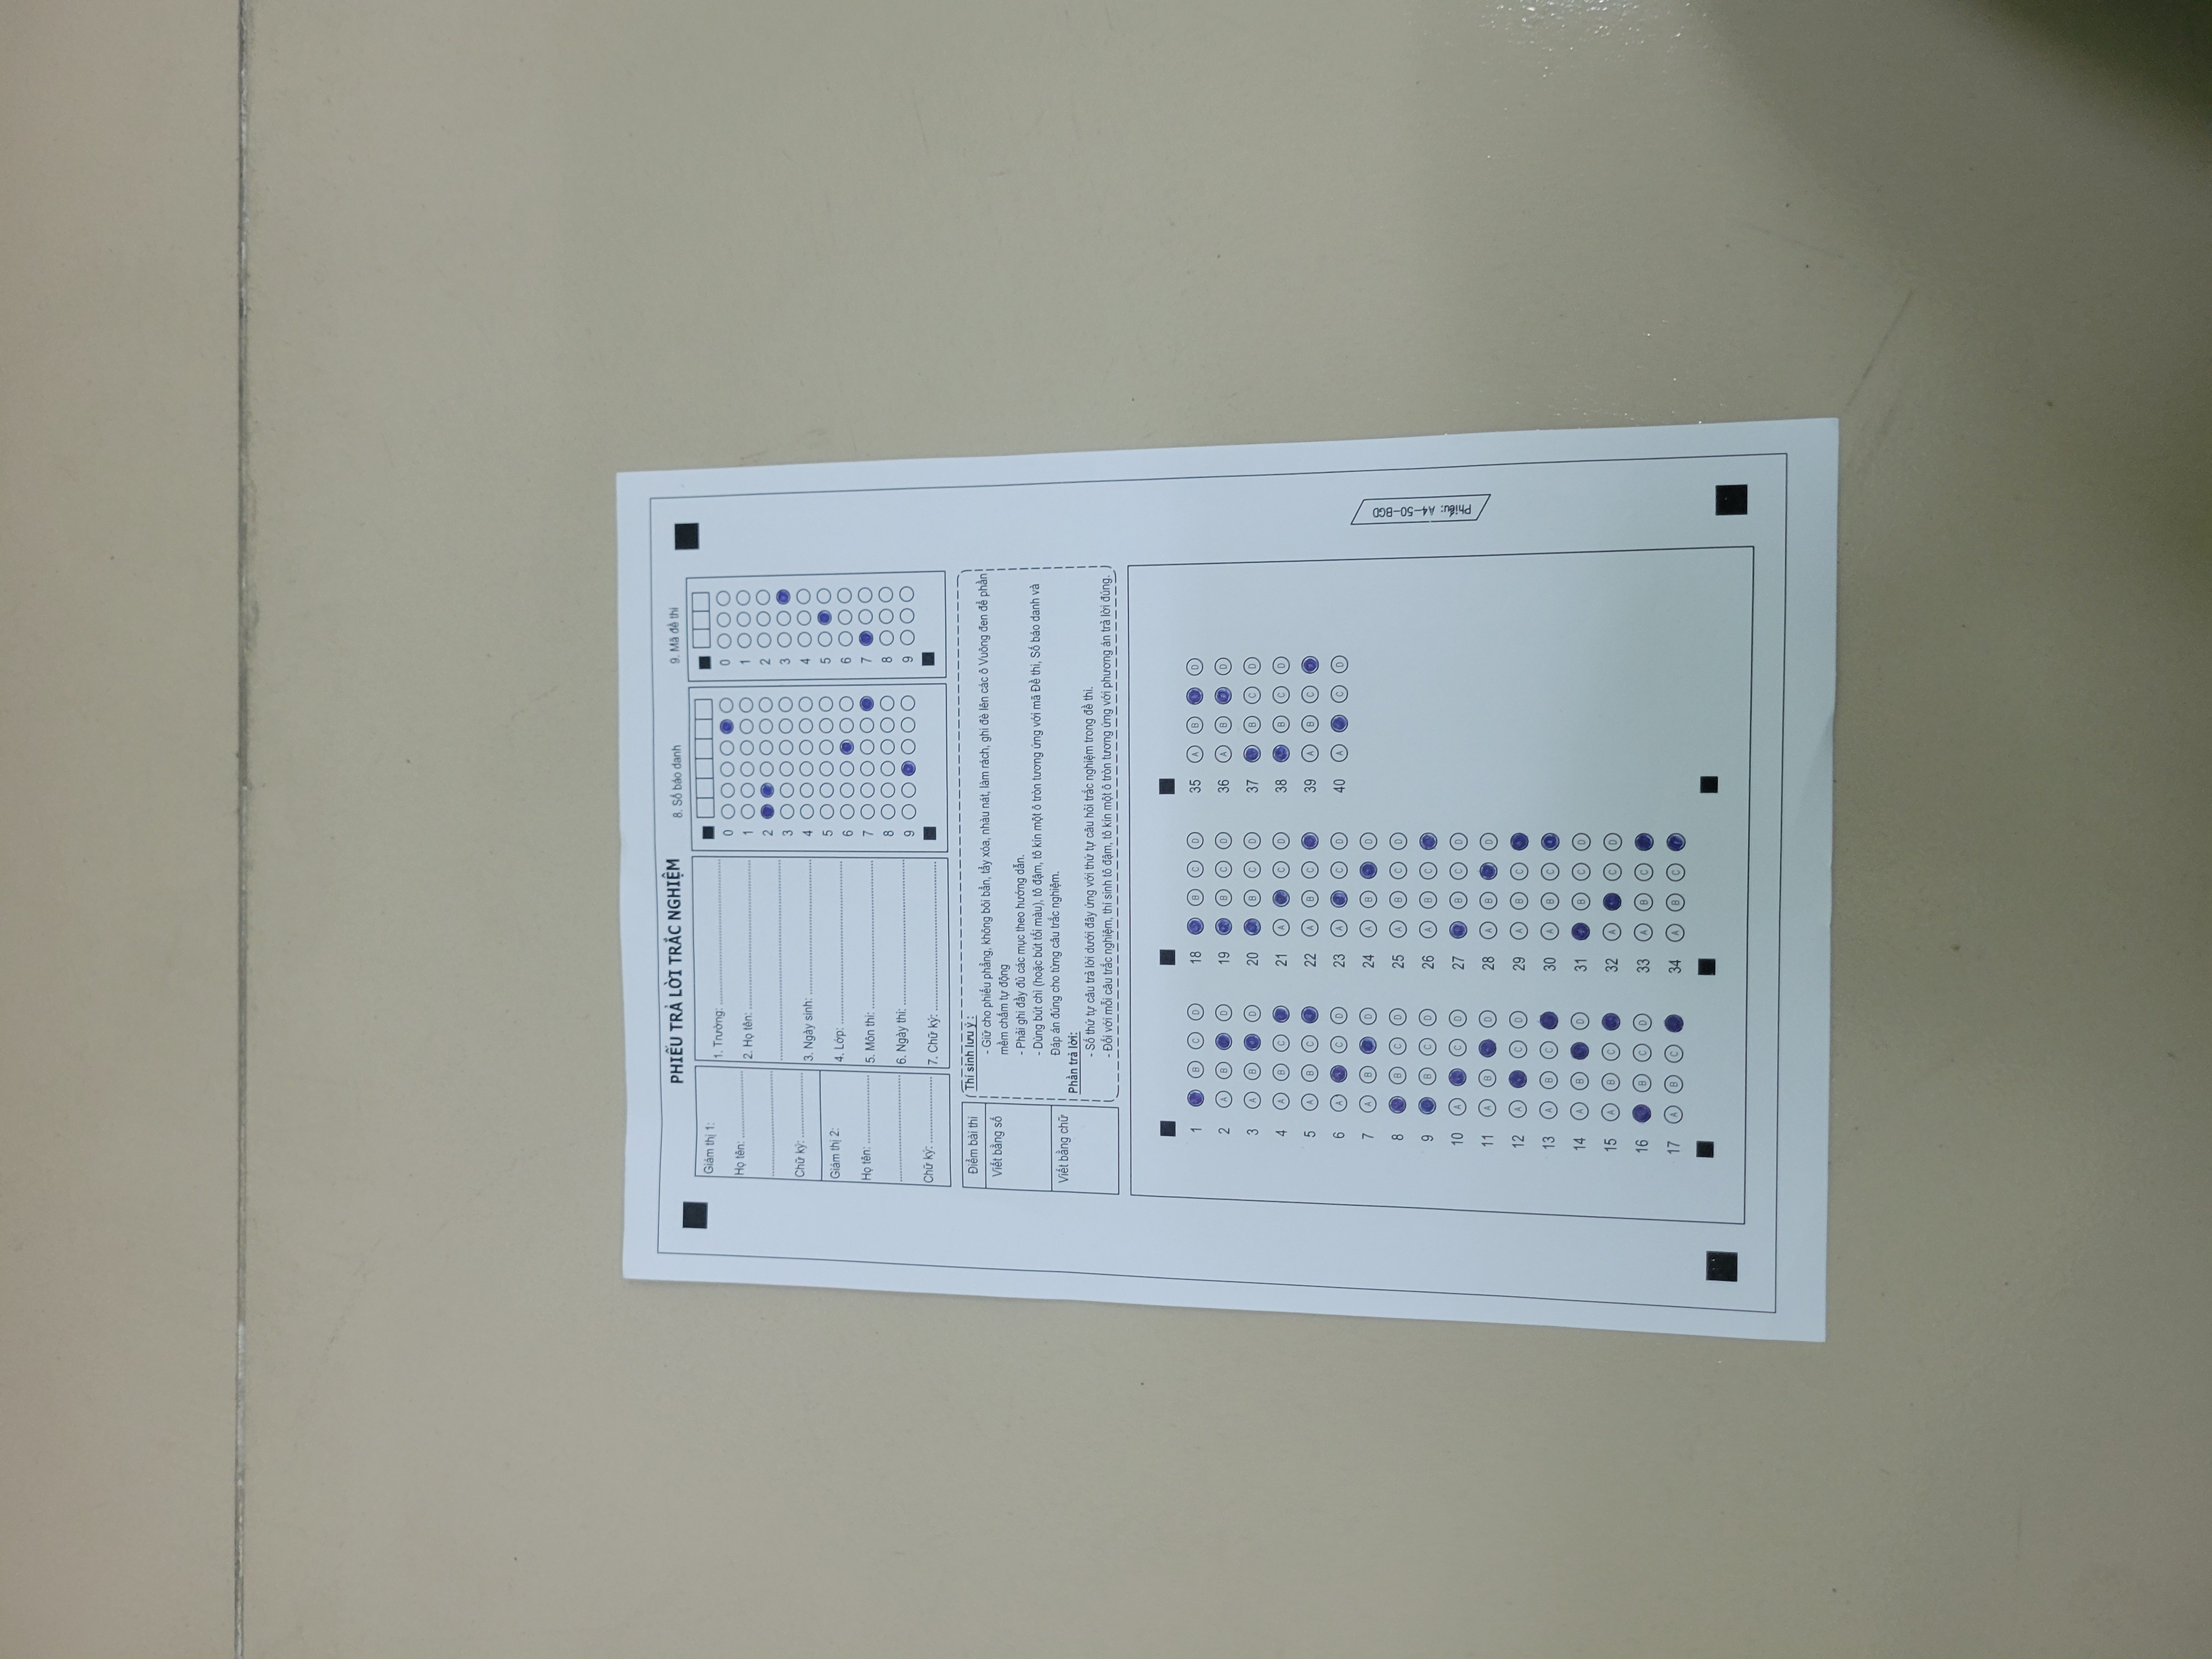 PHIẾU TRẢ LỜI TRẮC NGHIỆM
8. Số báo danh
9. Mã đề thi
Giám thị 1:
Họ tên:
Chữ ký:
Giám thị 2:
Họ tên:
Chữ ký:
1. Trường:
2. Họ tên:
3. Ngày sinh:
4. Lớp:
5. Môn thi:
6. Ngày thi:
7. Chữ ký:
0 0
1 1
2 2
3 3
4 4
5 5
6 6
7 7
8 8
9 9
Điểm bài thi
Viết bằng số
Viết bằng chữ
Thí sinh lưu ý :
- Giữ cho phiếu phẳng, không bôi bẩn, tẩy xóa, nhàu nát, làm rách, ghi đè lên các ô Vuông đen để phần
mềm chấm tự động
- Phải ghi đầy đủ các mục theo hướng dẫn.
- Dùng bút chì (hoặc bút tối màu), tô đậm, tô kín một ô tròn tương ứng với mã Đề thi, Số báo danh và
Đáp án đúng cho từng câu trắc nghiệm.
Phần trả lời:
- Số thứ tự câu trả lời dưới đây ứng với thứ tự câu hỏi trắc nghiệm trong đề thi.
- Đối với mỗi câu trắc nghiệm, thí sinh tô đậm, tô kín một ô tròn tương ứng với phương án trả lời đúng.
1 B C D
2 A B D
3 A B D
4 A B C
5 A B C
6 A C D
7 A B D
8 B C D
9 B C D
10 A C D
11 A B D
12 A C D
13 A B C
14 A B D
15 A B C
16 B C D
17 A B C
18 B C D
19 B C D
20 B C D
21 A C D
22 A B C
23 A C D
24 A B D
25 A B C D
26 A B C
27 B C D
28 A B D
29 A B C
30 A B C
31 B C D
32 A C D
33 A B C
34 A B C
35 A B D
36 A B D
37 B C D
38 B C D
39 A B C
40 A C D
Phiếu: A4-50-BGD